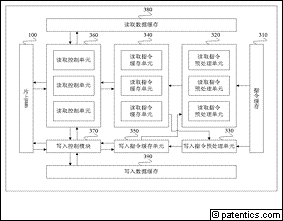 380
读取数据缓存
100
360
340
320
310
读取控制单元
读取指令
缓存单元
读取指令
预处理单元
读取控制单元
读取指令
缓存单元
读取指令
预处理单元
指令缓存
读取控制单元
读取指令
缓存单元
读取指令
预处理单元
370
350
330
写入控制模块
写入指令缓存单元
写入指令预处理单元
390
写入数据缓存
© patentics.com